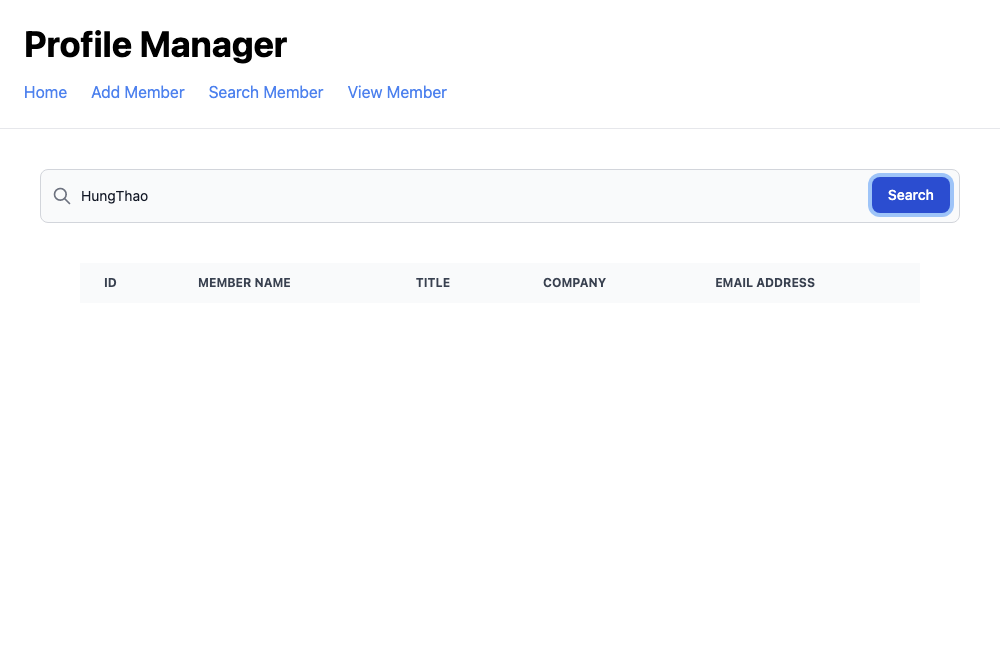 Profile Manager
Home Add Member Search Member View Member
HungThao Search
ID MEMBER NAME TITLE COMPANY EMAIL ADDRESS